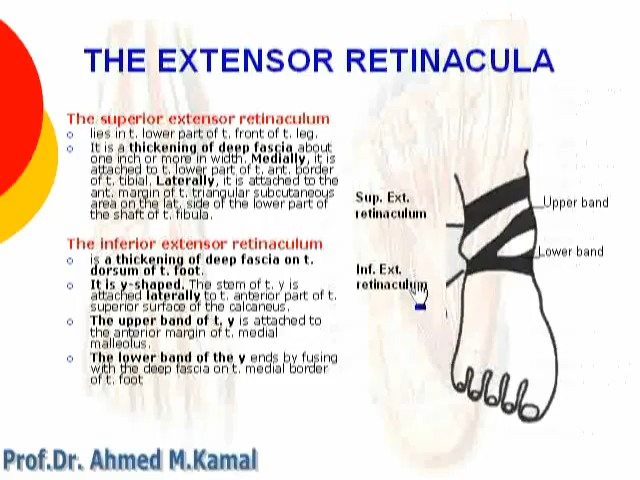 THE EXTENSOR RETINACULA
The superior extensor retinaculum
lies in t. lower part of t. front of t. leg.
It is a thickening of deep fascia about
one inch or more in width. Medially, it is
attached to t. lower part of t. ant. border
of t. tibial. Laterally, it is attached to the
ant. margin of t. triangular subcutaneous
area on the lat. side of the lower part of
the shaft of t. fibula.
The inferior extensor retinaculum
is a thickening of deep fascia on t.
dorsum of t. foot.
It is y-shaped. The stem of t. y is
attached laterally to t. anterior part of t.
superior surface of the calcaneus.
The upper band of t. y is attached to
the anterior margin of t. medial
malleolus.
The lower band of the y ends by fusing
with the deep fascia on t. medial border
of t. foot
Sup. Ext.
retinaculum
Upper band
Lower band
Inf. Ext.
retinaculum
Prof.Dr. Ahmed M.Kamal